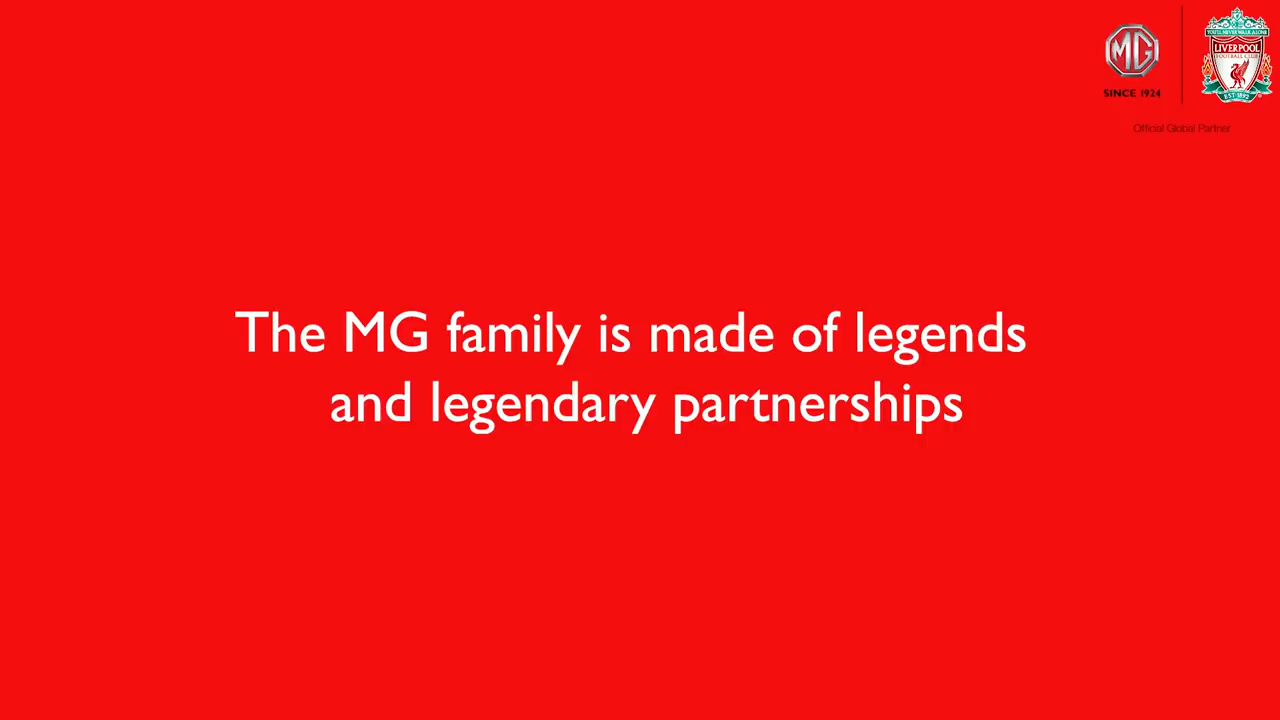 MG
SINCE 1924
YOU'LL NEVER WALK ALONE
LIVERPOOL
FOOTBALL CLUB
EST·1892
Official Global Partner
The MG family is made of legends
and legendary partnerships